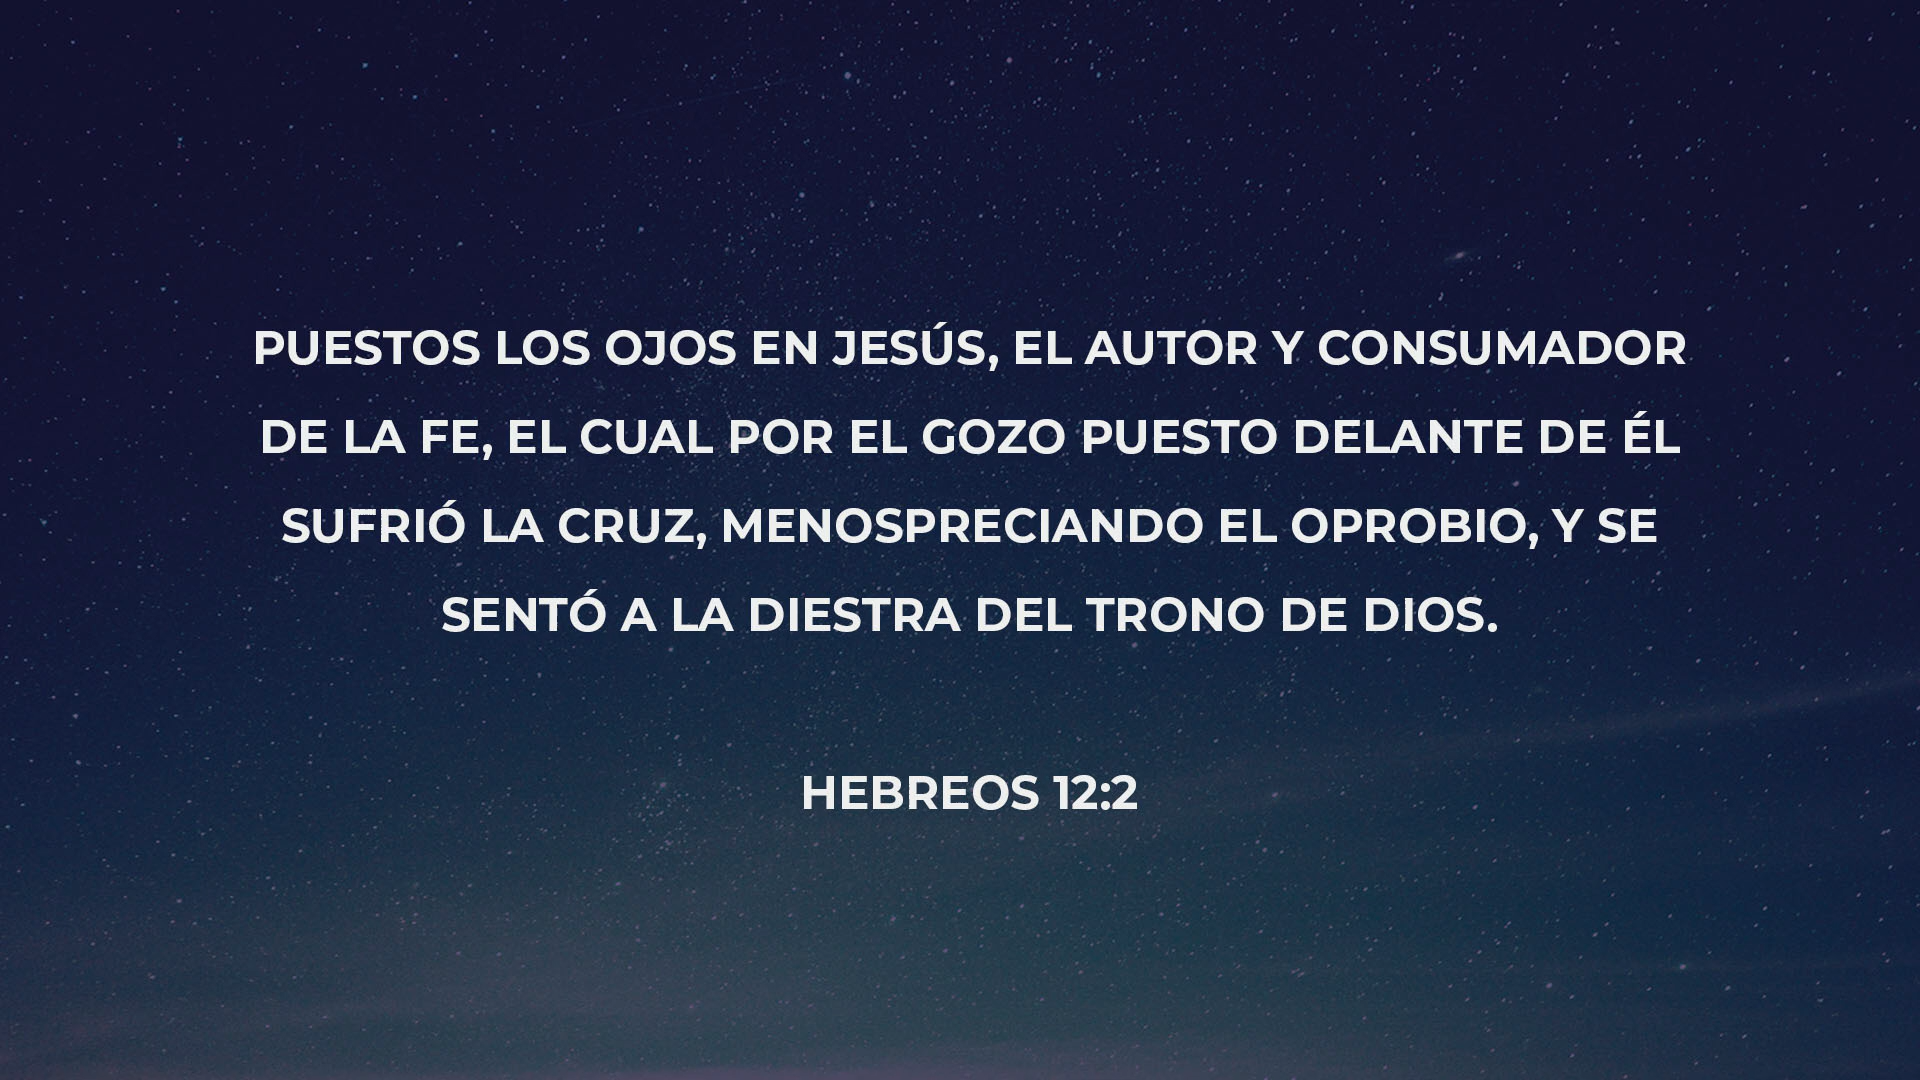 PUESTOS LOS OJOS EN JESÚS, EL AUTOR Y CONSUMADOR
DE LA FE, EL CUAL POR EL GOZO PUESTO DELANTE DE ÉL
SUFRIÓ LA CRUZ, MENOSPRECIANDO EL OPROBIO, Y SE
SENTÓ A LA DIESTRA DEL TRONO DE DIOS.
HEBREOS 12:2